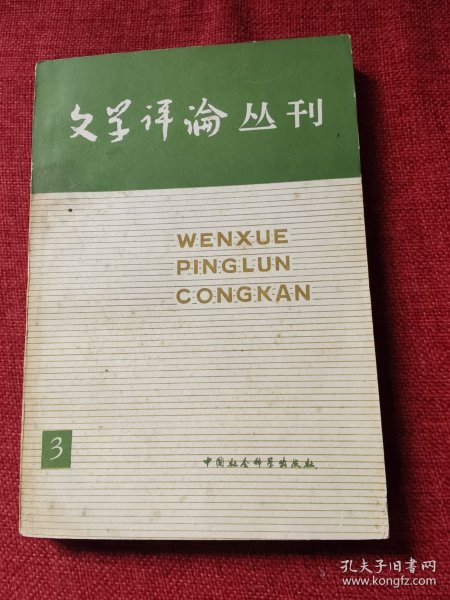 文学评论丛刊
WENXUE
PINGLUN
CONGKAN
3
中国社会科学出版社
孔夫子旧书网
www.kongfz.com